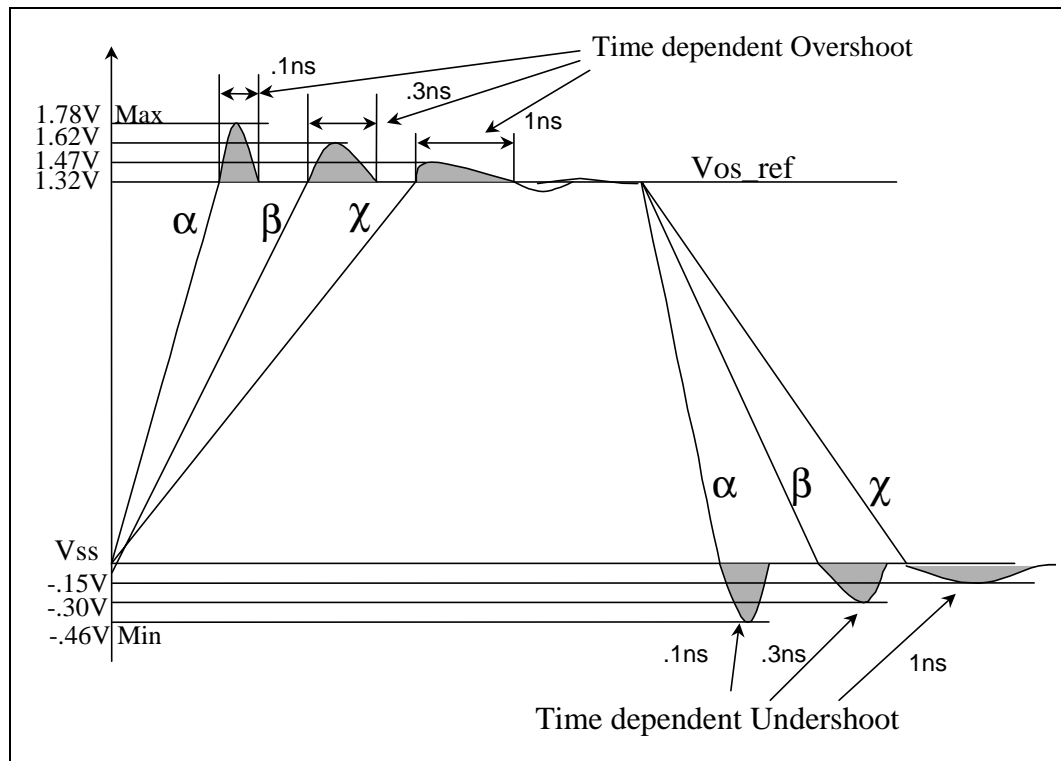 Time dependent Overshoot
.1ns
.3ns
1ns
1.78V Max
1.62V
1.47V
1.32V
Vos_ref
α
β
χ
α
β
χ
Vss
-.15V
-.30V
-.46V Min
.1ns
.3ns
1ns
Time dependent Undershoot